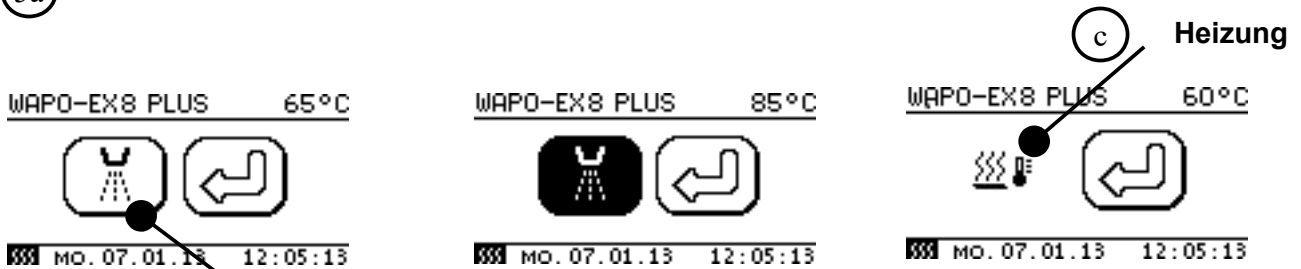 c Heizung
WAPO-EX8 PLUS 65°C
MO. 07.01.13 12:05:13
WAPO-EX8 PLUS 85°C
MO. 07.01.13 12:05:13
WAPO-EX8 PLUS 60°C
MO. 07.01.13 12:05:13